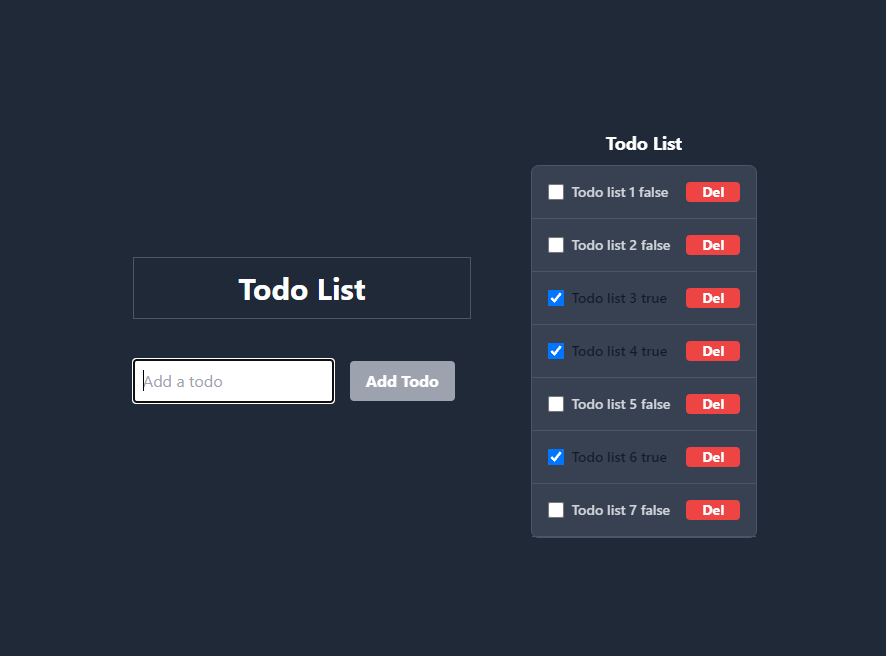 Todo List
Add a todo
Add Todo
Todo List
Todo list 1 false Del
Todo list 2 false Del
Todo list 3 true Del
Todo list 4 true Del
Todo list 5 false Del
Todo list 6 true Del
Todo list 7 false Del